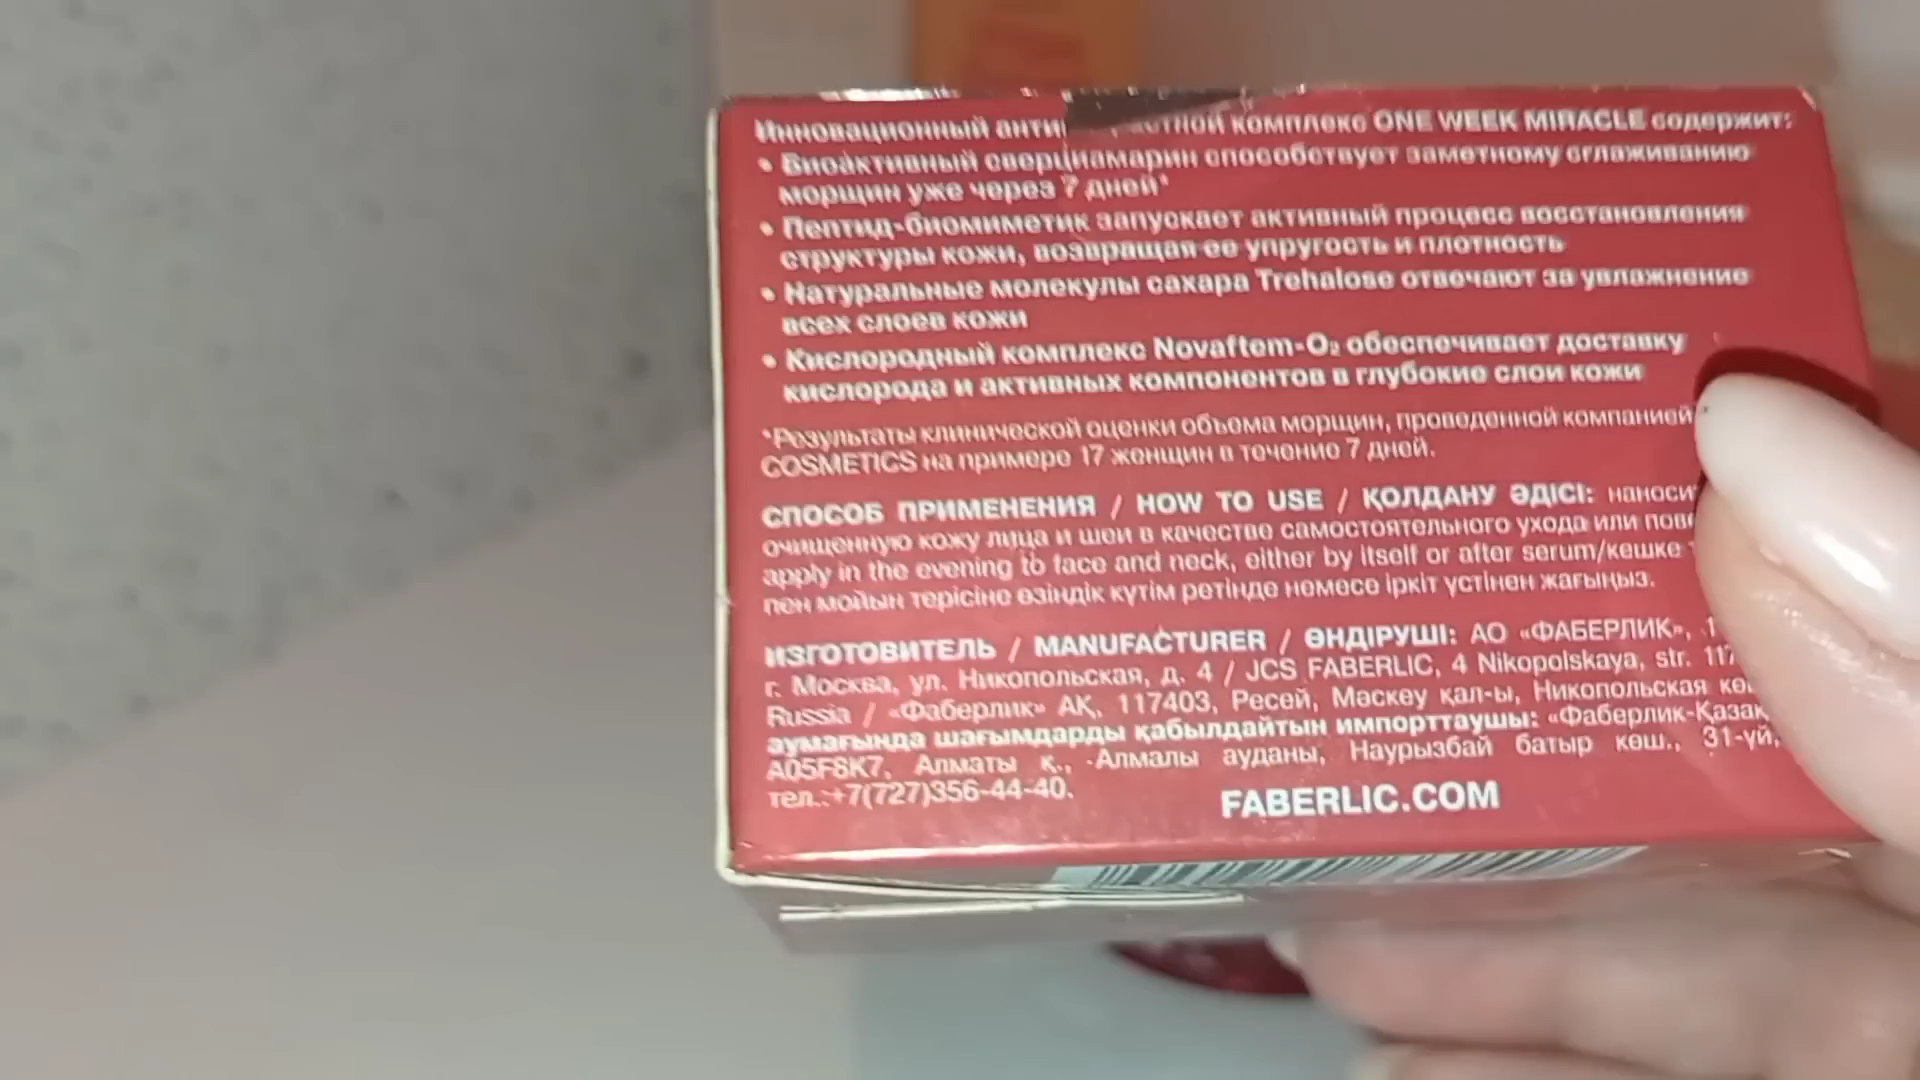 Инновационный комплекс ONE WEEK MIRACLE содержит:
• Биоактивный сверциамарин способствует заметному сглаживанию
морщин уже через 7 дней*
• Пептид-биомиметик запускает активный процесс восстановления
структуры кожи, возвращая ее упругость и плотность
• Натуральные молекулы сахара Trehalose отвечают за увлажнение
всех слоев кожи
• Кислородный комплекс Novaftem-O₂ обеспечивает доставку
кислорода и активных компонентов в глубокие слои кожи
*Результаты клинической оценки объема морщин, проведенной компанией
COSMETICS на примере 17 женщин в течение 7 дней.
СПОСОБ ПРИМЕНЕНИЯ / HOW TO USE / ҚОЛДАНУ ӘДІСІ:
очищенную кожу лица и шеи в качестве самостоятельного ухода или
apply in the evening to face and neck, either by itself or after serum/кешке
пен мойын терісіне өзіндік күтім ретінде немесе іркіт үстінен жағыңыз.
ИЗГОТОВИТЕЛЬ / MANUFACTURER / ӨНДІРУШІ: АО «ФАБЕРЛИК»,
г. Москва, ул. Никопольская, д. 4 / JCS FABERLIC, 4 Nikopolskaya, str.
Russia / «Фаберлик» АҚ, 117403, Ресей, Мәскеу қал-ы, Никопольская
аумағында шағымдарды қабылдайтын импорттаушы:
A05F8K7, Алматы қ., Алмалы ауданы, Наурызбай батыр көш., 31-үй,
тел.:+7(727)356-44-40.
FABERLIC.COM